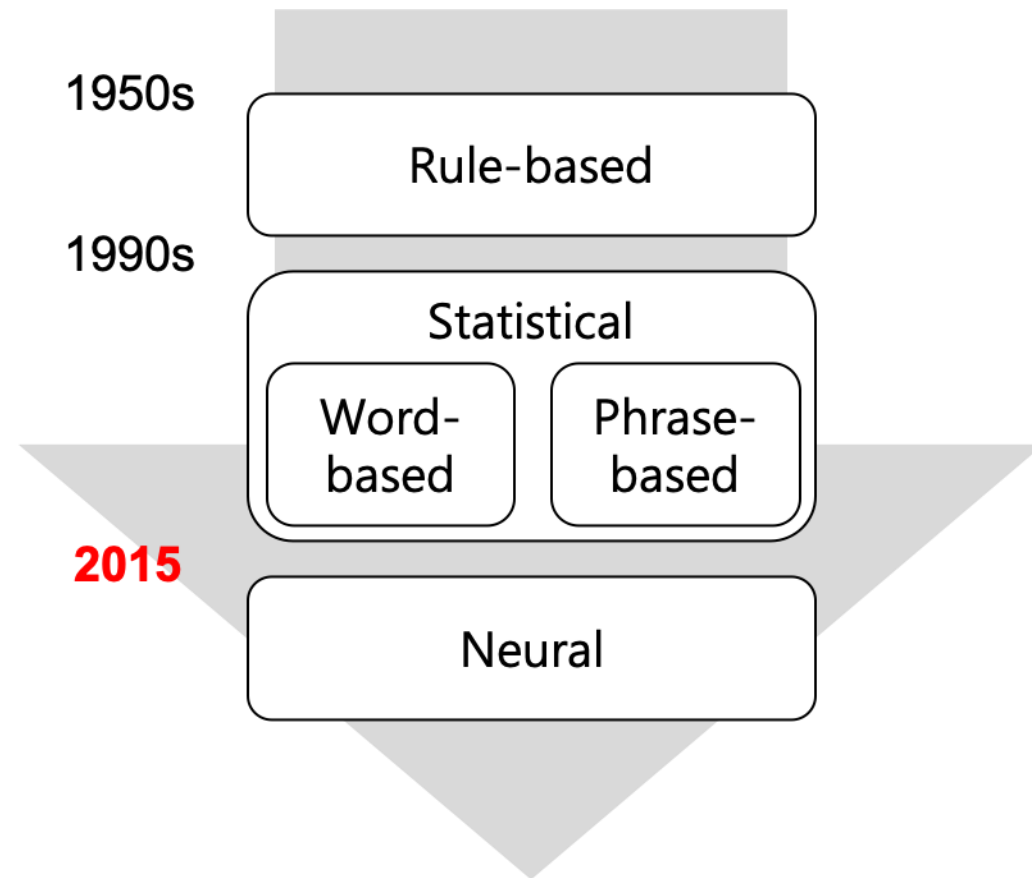 1950s
Rule-based
1990s
Statistical
Word-
based
Phrase-
based
2015
Neural